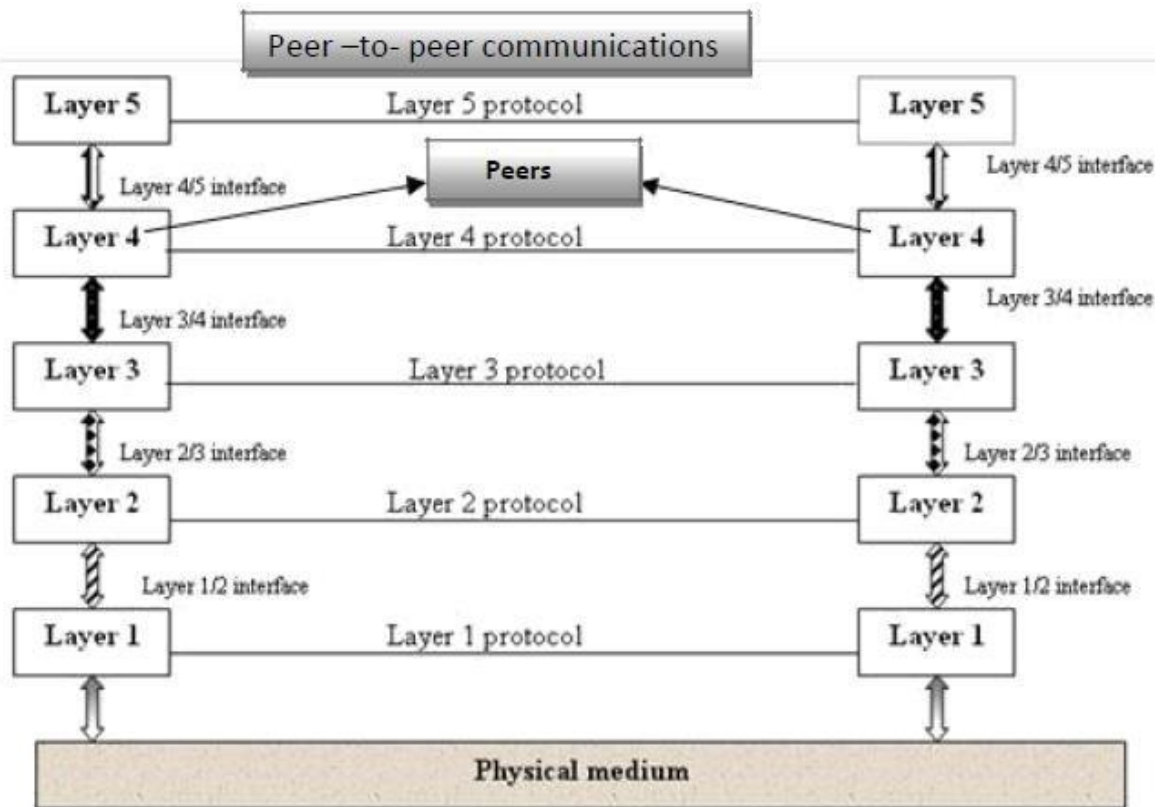 Peer –to- peer communications
Layer 5 Layer 5 protocol Layer 5
Peers
Layer 4/5 interface Layer 4/5 interface
Layer 4 Layer 4 protocol Layer 4
Layer 3/4 interface Layer 3/4 interface
Layer 3 Layer 3 protocol Layer 3
Layer 2/3 interface Layer 2/3 interface
Layer 2 Layer 2 protocol Layer 2
Layer 1/2 interface Layer 1/2 interface
Layer 1 Layer 1 protocol Layer 1
Physical medium